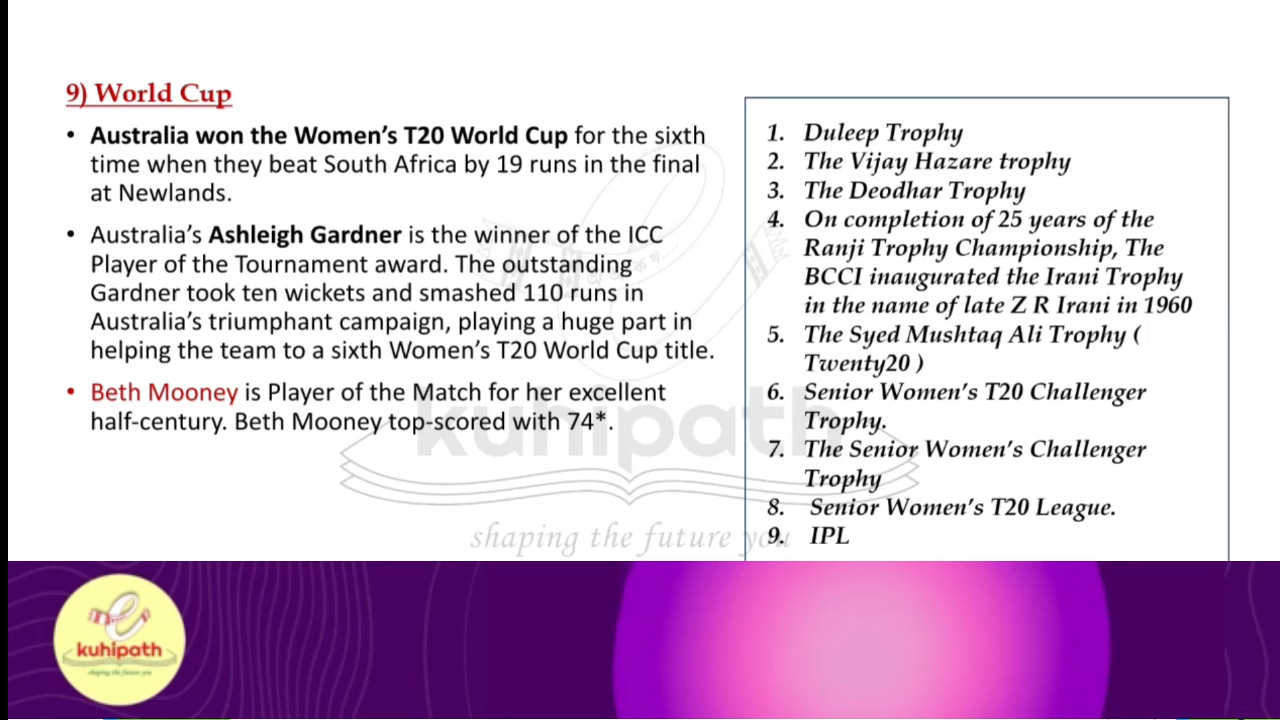 9) World Cup
• Australia won the Women's T20 World Cup for the sixth
time when they beat South Africa by 19 runs in the final
at Newlands.
• Australia's Ashleigh Gardner is the winner of the ICC
Player of the Tournament award. The outstanding
Gardner took ten wickets and smashed 110 runs in
Australia's triumphant campaign, playing a huge part in
helping the team to a sixth Women's T20 World Cup title.
• Beth Mooney is Player of the Match for her excellent
half-century. Beth Mooney top-scored with 74*.
1. Duleep Trophy
2. The Vijay Hazare trophy
3. The Deodhar Trophy
4. On completion of 25 years of the
Ranji Trophy Championship, The
BCCI inaugurated the Irani Trophy
in the name of late Z R Irani in 1960
5. The Syed Mushtaq Ali Trophy (
Twenty20 )
6. Senior Women's T20 Challenger
Trophy.
7. The Senior Women's Challenger
Trophy
8. Senior Women's T20 League.
9. IPL
kuhipath
shaping the future you
kuhipath
shaping the future you